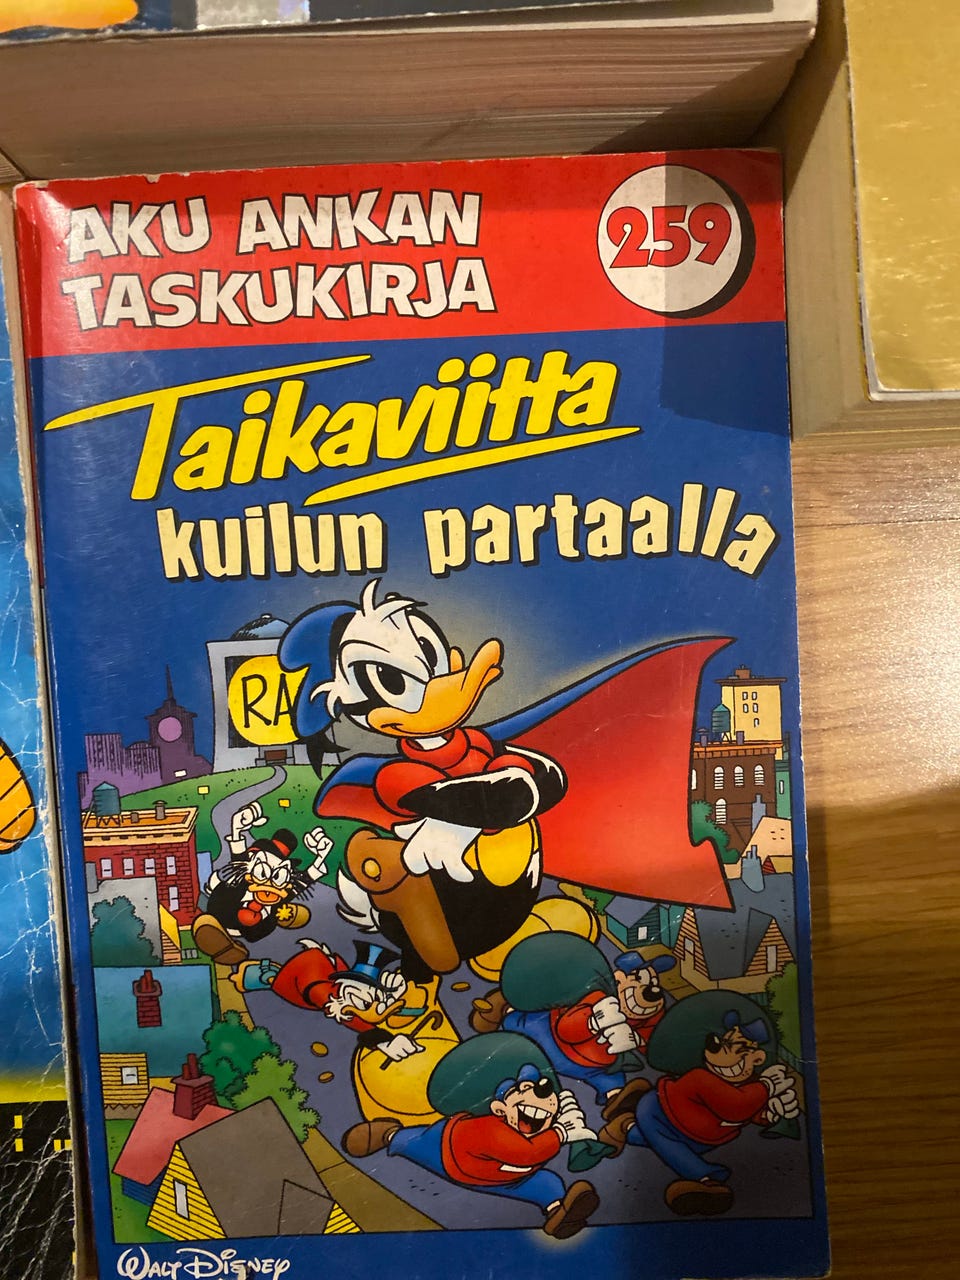 AKU ANKAN
TASKUKIRJA
259
Taikaviitta
kuilun partaalla
RA
WALT DISNEY